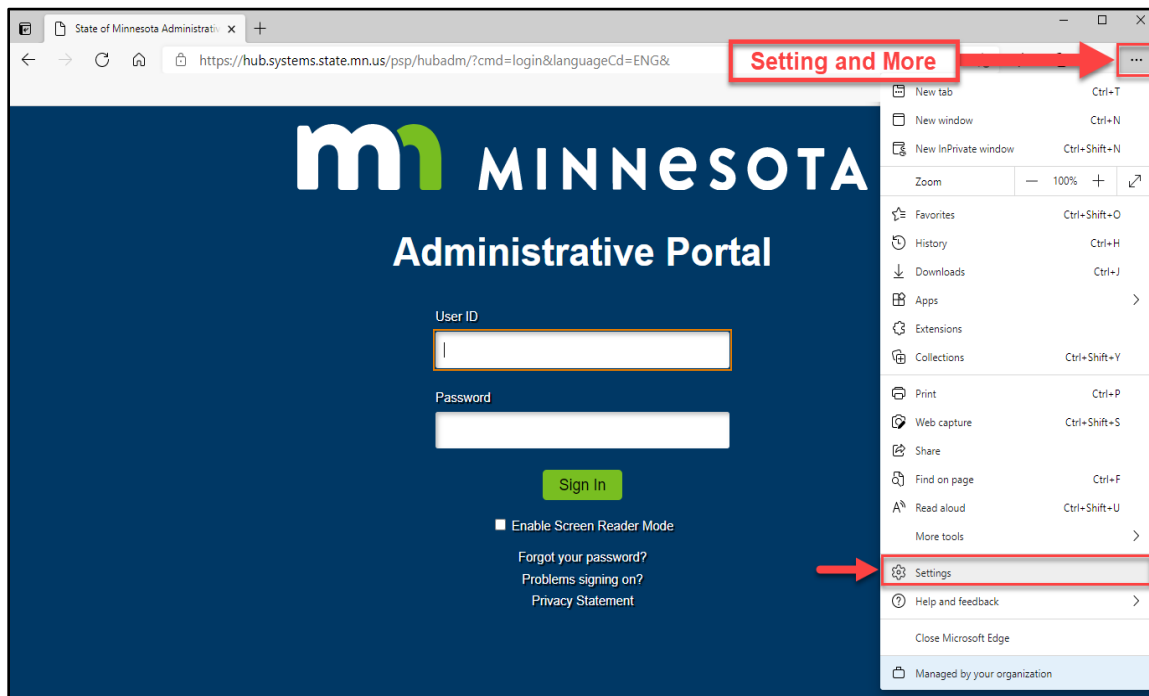 State of Minnesota Administrativ
https://hub.systems.state.mn.us/psp/hubadm/?cmd=login&languageCd=ENG&
Setting and More
mn MINNESOTA
Administrative Portal
User ID
Password
Sign In
Enable Screen Reader Mode
Forgot your password?
Problems signing on?
Privacy Statement
New tab Ctrl+T
New window Ctrl+N
New InPrivate window Ctrl+Shift+N
Zoom — 100% +
Favorites Ctrl+Shift+O
History Ctrl+H
Downloads Ctrl+J
Apps
Extensions
Collections Ctrl+Shift+Y
Print Ctrl+P
Web capture Ctrl+Shift+S
Share
Find on page Ctrl+F
Read aloud Ctrl+Shift+U
More tools
Settings
Help and feedback
Close Microsoft Edge
Managed by your organization